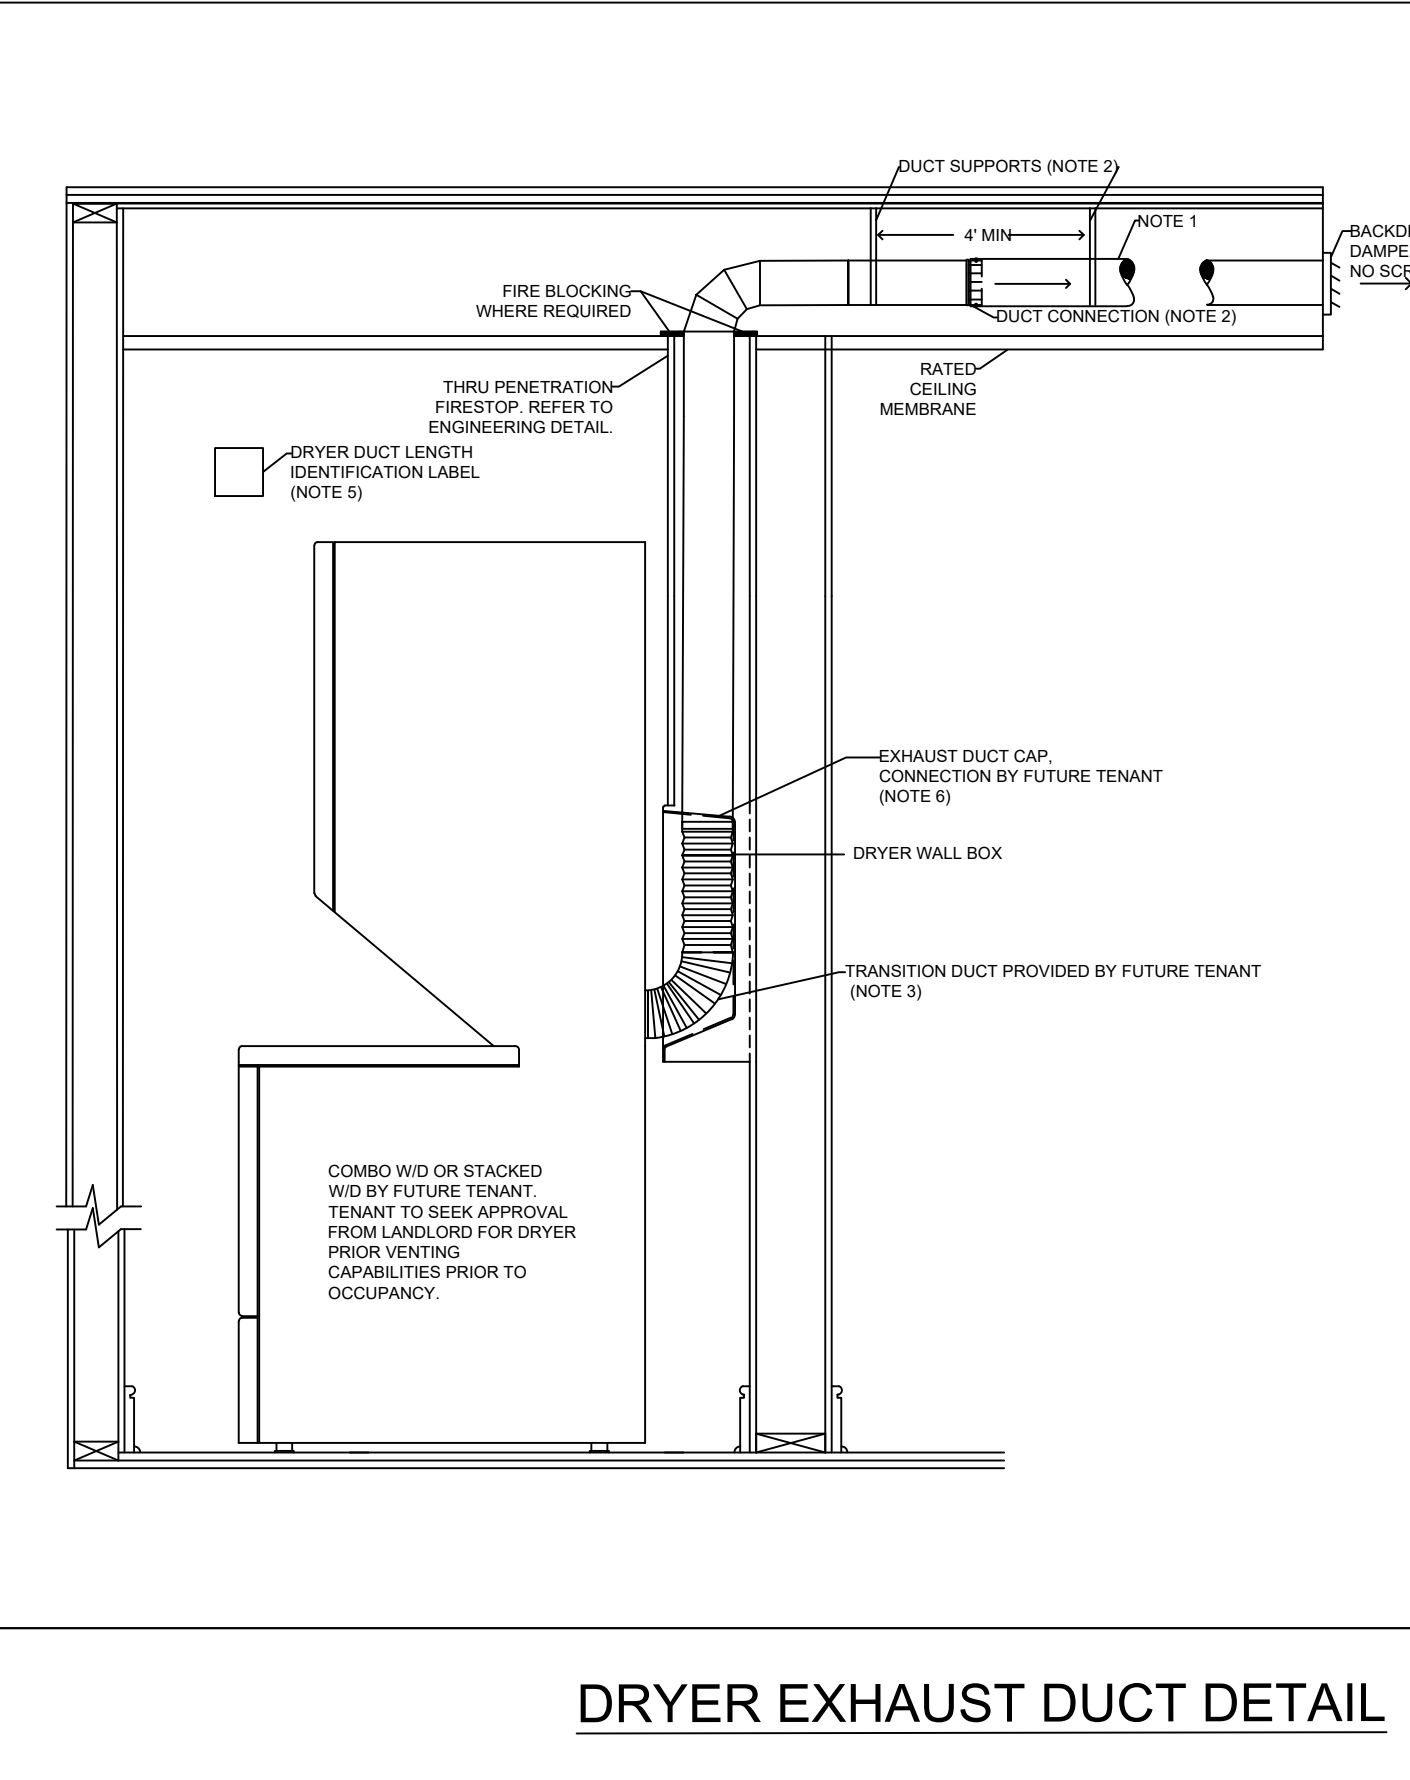 DUCT SUPPORTS (NOTE 2)
NOTE 1
4' MIN
DAMPE
NO SCR
FIRE BLOCKING
WHERE REQUIRED
DUCT CONNECTION (NOTE 2)
RATED
CEILING
MEMBRANE
THRU PENETRATION
FIRESTOP. REFER TO
ENGINEERING DETAIL.
DRYER DUCT LENGTH
IDENTIFICATION LABEL
(NOTE 5)
EXHAUST DUCT CAP,
CONNECTION BY FUTURE TENANT
(NOTE 6)
DRYER WALL BOX
TRANSITION DUCT PROVIDED BY FUTURE TENANT
(NOTE 3)
COMBO W/D OR STACKED
W/D BY FUTURE TENANT.
TENANT TO SEEK APPROVAL
FROM LANDLORD FOR DRYER
PRIOR VENTING
CAPABILITIES PRIOR TO
OCCUPANCY.
DRYER EXHAUST DUCT DETAIL